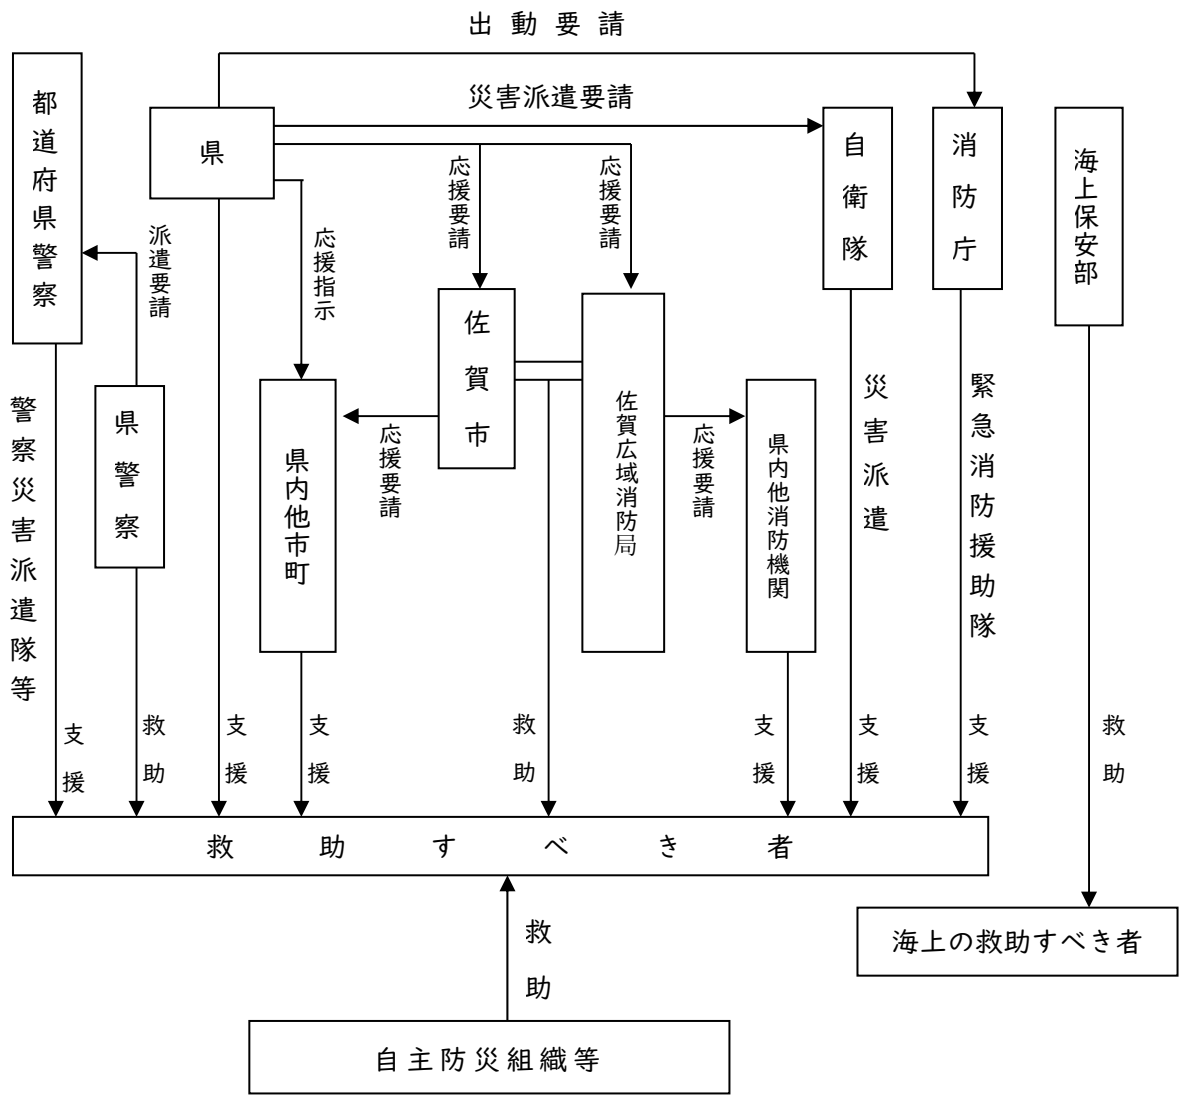 出動要請
災害派遣要請
都道府県警察
県
自衛隊
消防庁
海上保安部
派遣要請
応援指示
応援要請
応援要請
佐賀市
佐賀広域消防局
県警察
県内他市町
応援要請
応援要請
県内他消防機関
警察災害派遣隊等
災害派遣
緊急消防援助隊
支援
救助
支援
支援
救助
支援
支援
支援
救助
救助すべき者
海上の救助すべき者
救助
自主防災組織等